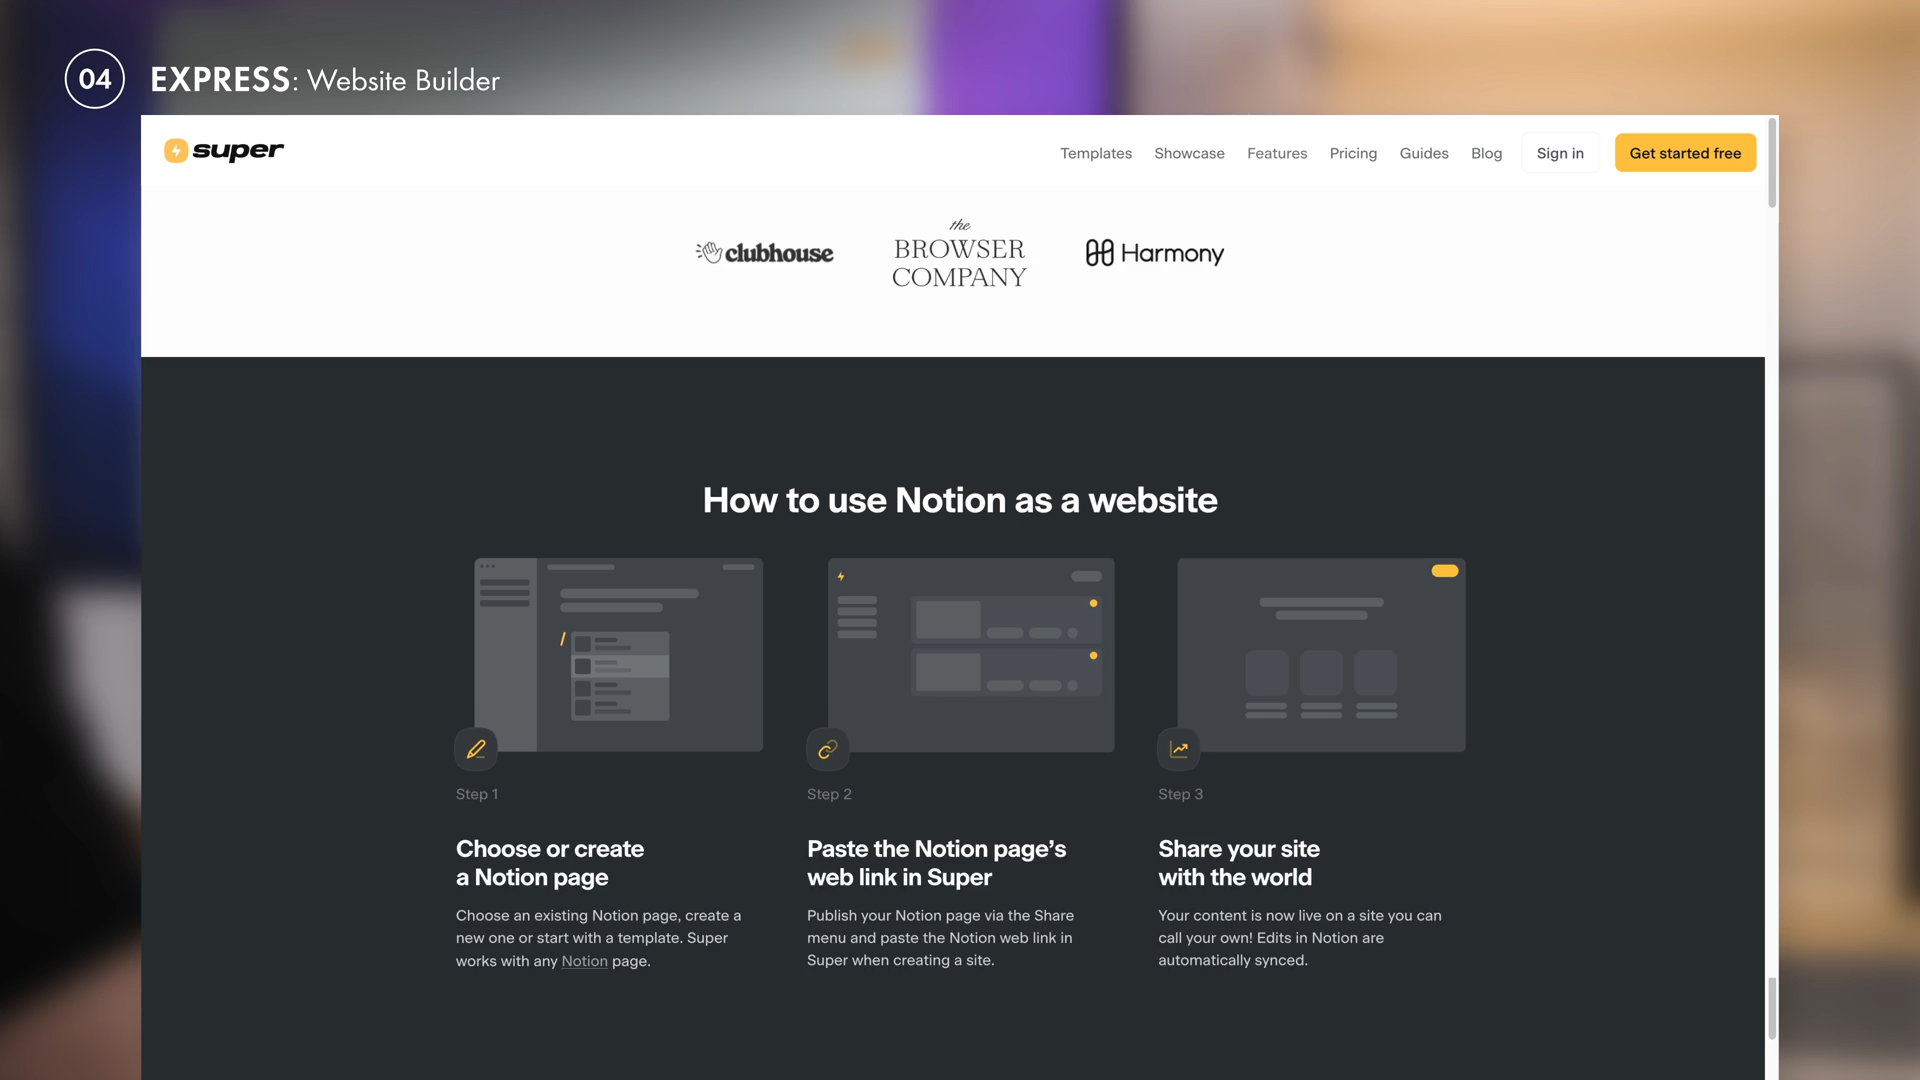 04 EXPRESS: Website Builder
super
Templates Showcase Features Pricing Guides Blog Sign in Get started free
clubhouse
the
BROWSER
COMPANY
Harmony
How to use Notion as a website
/
Step 1
Choose or create
a Notion page
Choose an existing Notion page, create a
new one or start with a template. Super
works with any Notion page.
Step 2
Paste the Notion page’s
web link in Super
Publish your Notion page via the Share
menu and paste the Notion web link in
Super when creating a site.
Step 3
Share your site
with the world
Your content is now live on a site you can
call your own! Edits in Notion are
automatically synced.